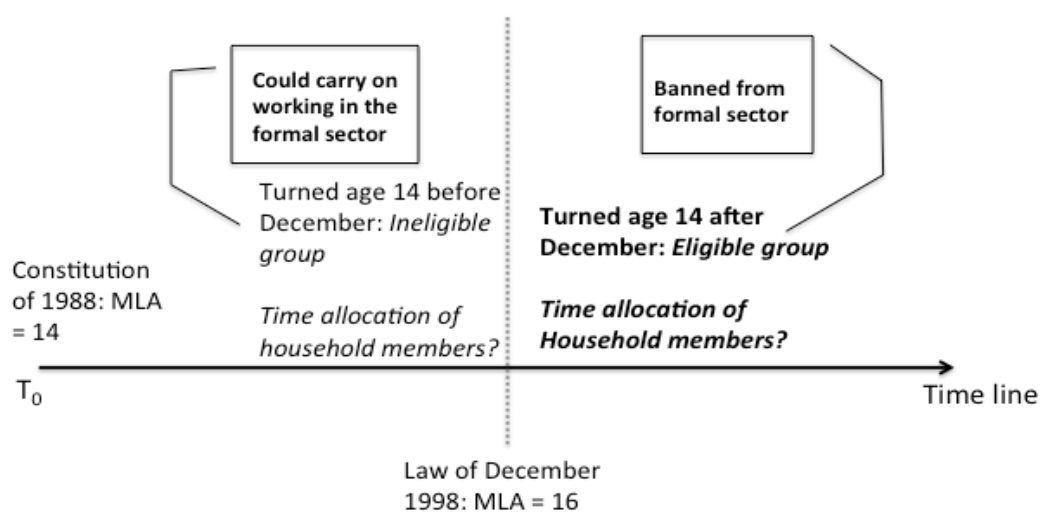 Could carry on
working in the
formal sector
Banned from
formal sector
Turned age 14 before
December: Ineligible
group
Turned age 14 after
December: Eligible group
Constitution
of 1988: MLA
= 14
Time allocation of
household members?
Time allocation of
Household members?
T0
Time line
Law of December
1998: MLA = 16